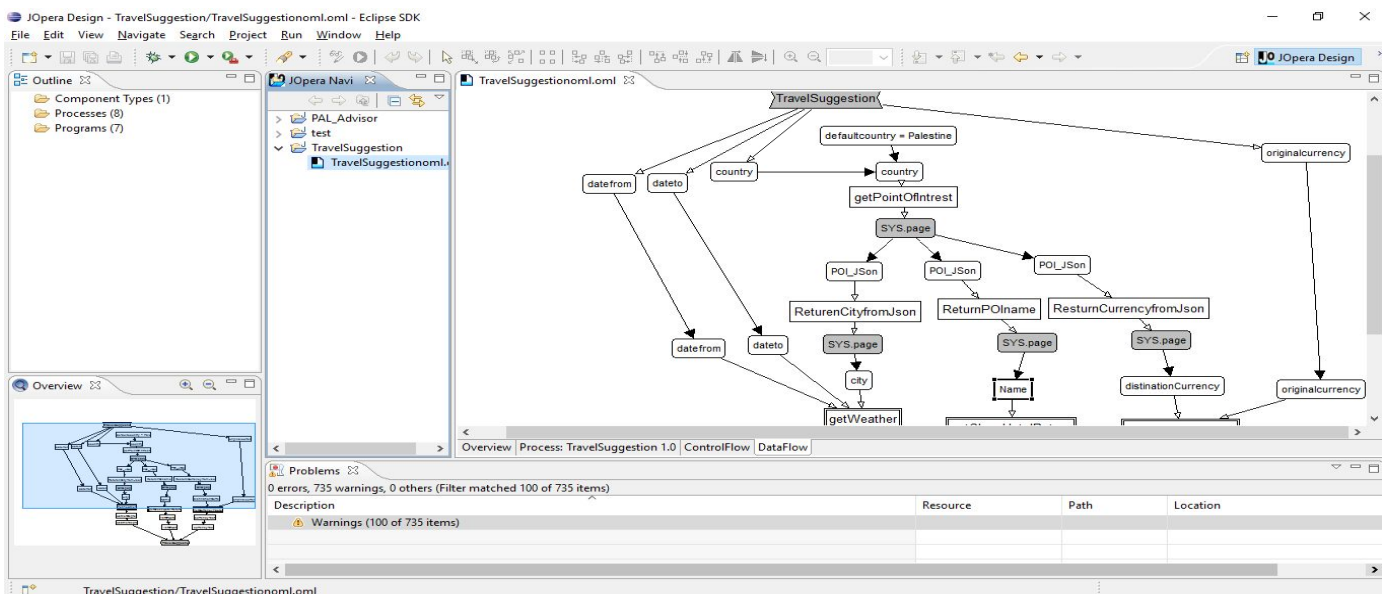 JOpera Design - TravelSuggestion/TravelSuggestionoml.oml - Eclipse SDK
File Edit View Navigate Search Project Run Window Help
JOpera Design
Outline
JOpera Navi
TravelSuggestionoml.oml
Component Types (1)
Processes (8)
Programs (7)
PAL_Advisor
test
TravelSuggestion
TravelSuggestionoml.
TravelSuggestion
defaultcountry = Palestine
originalcurrency
country
country
datefrom
dateto
getPointOfIntrest
SYS.page
POI_JSon
POI_JSon
POI_JSon
ReturenCityfromJson
ReturnPOIname
ResturnCurrencyfromJson
datefrom
dateto
SYS.page
SYS.page
SYS.page
city
Name
distinationCurrency
originalcurrency
getWeather
Overview
Overview Process: TravelSuggestion 1.0 ControlFlow DataFlow
Problems
0 errors, 735 warnings, 0 others (Filter matched 100 of 735 items)
Description Resource Path Location
Warnings (100 of 735 items)
TravelSuggestion/TravelSuggestionoml.oml